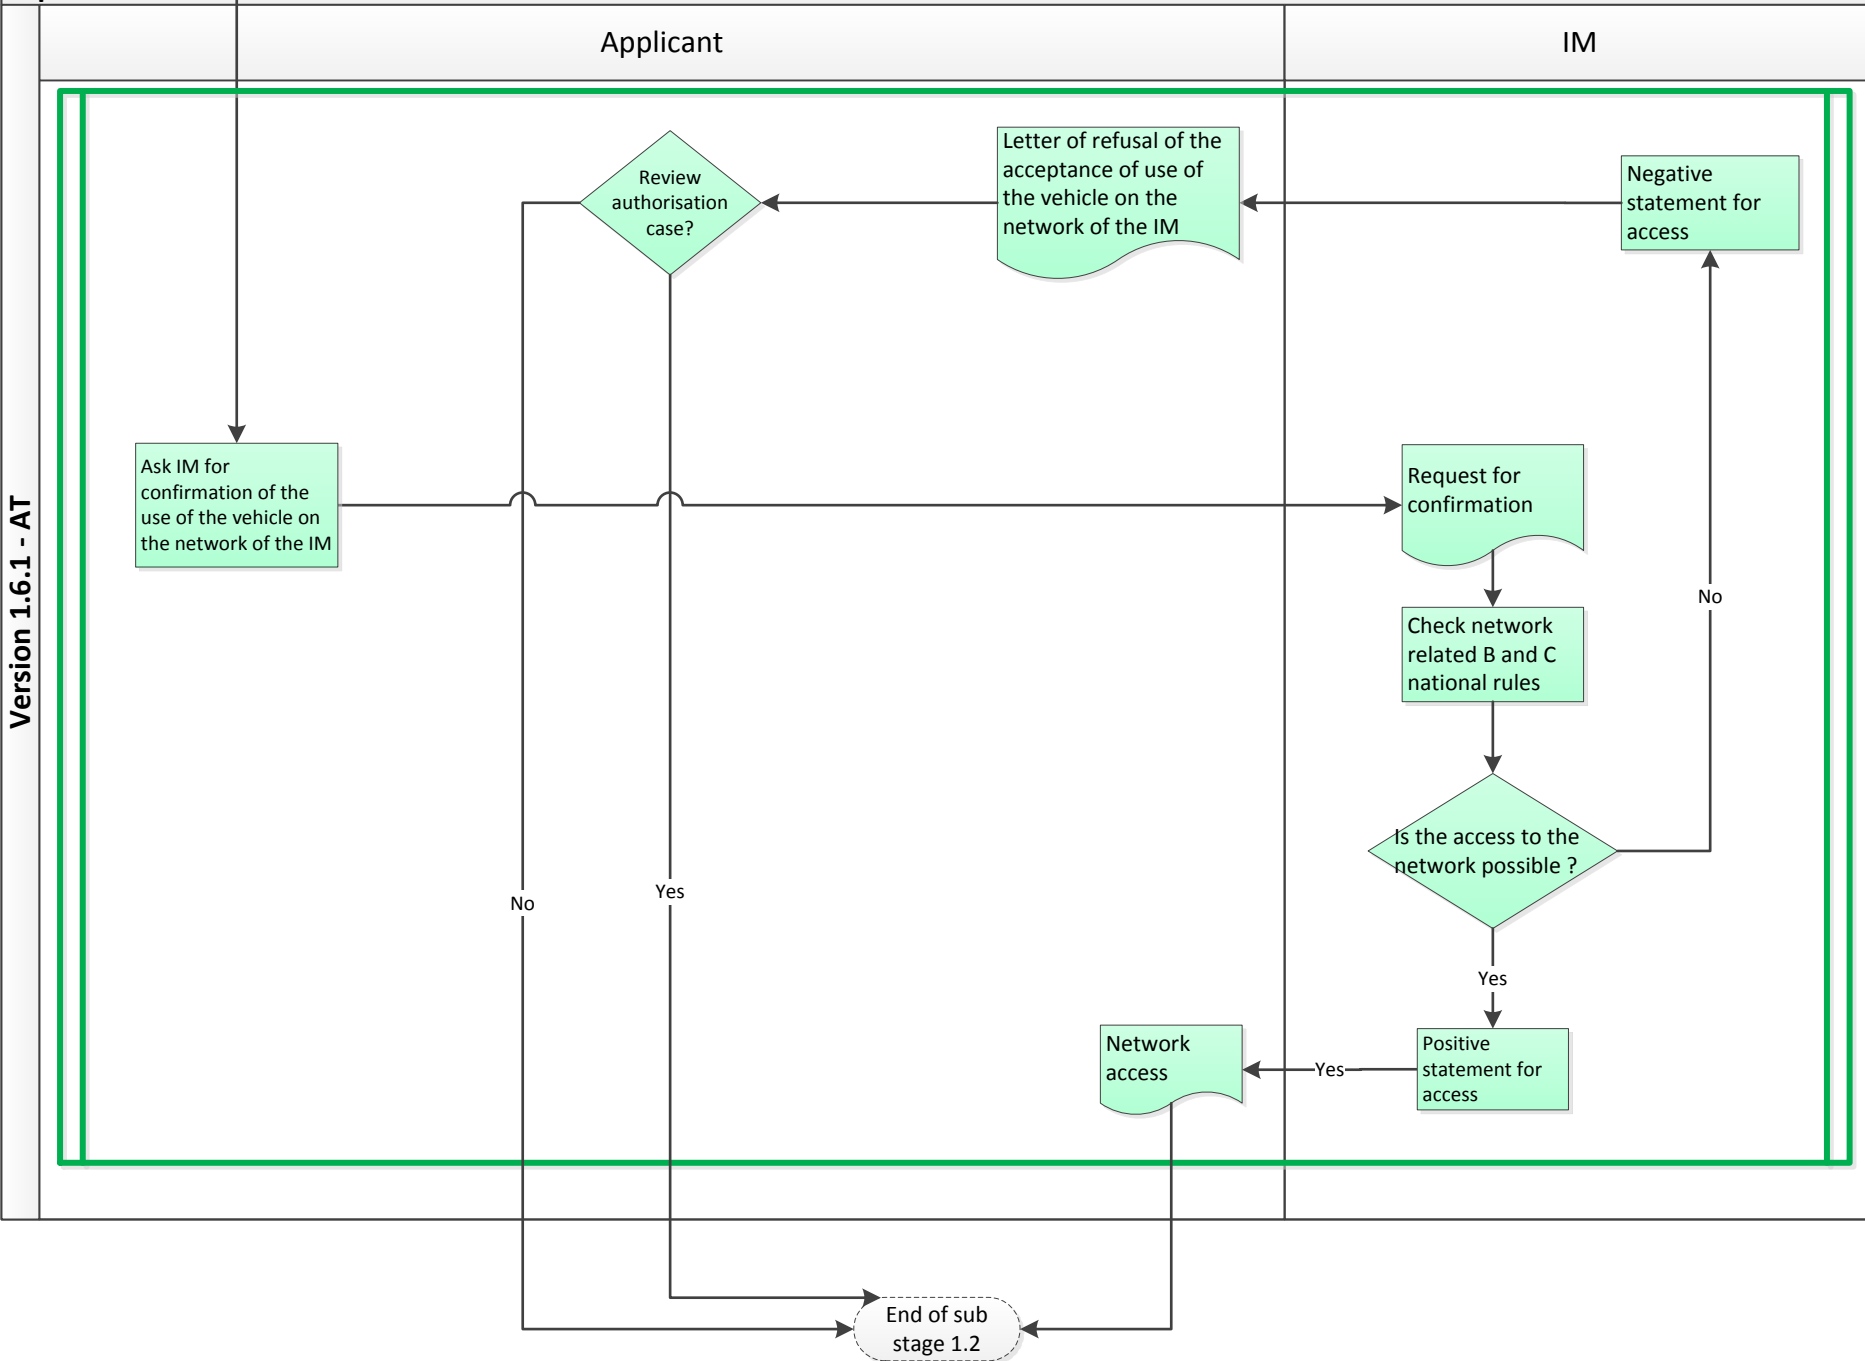 Applicant
IM
Version 1.6.1 - AT
Review
authorisation
case?
Letter of refusal of the
acceptance of use of
the vehicle on the
network of the IM
Negative
statement for
access
Ask IM for
confirmation of the
use of the vehicle on
the network of the IM
Request for
confirmation
No
Check network
related B and C
national rules
Is the access to the
network possible ?
No
Yes
Yes
Network
access
Yes
Positive
statement for
access
End of sub
stage 1.2